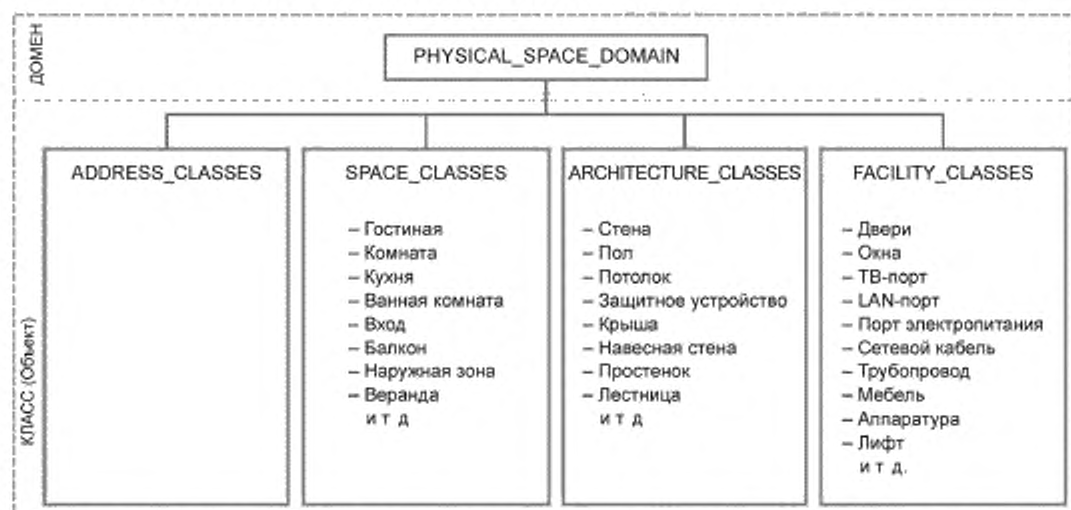 ДОМЕН
PHYSICAL_SPACE_DOMAIN
КЛАСС (Объект)
ADDRESS_CLASSES
SPACE_CLASSES
– Гостиная
– Комната
– Кухня
– Ванная комната
– Вход
– Балкон
– Наружная зона
– Веранда
и т д
ARCHITECTURE_CLASSES
– Стена
– Пол
– Потолок
– Защитное устройство
– Крыша
– Навесная стена
– Простенок
– Лестница
и т д
FACILITY_CLASSES
– Двери
– Окна
– ТВ-порт
– LAN-порт
– Порт электропитания
– Сетевой кабель
– Трубопровод
– Мебель
– Аппаратура
– Лифт
и т д.